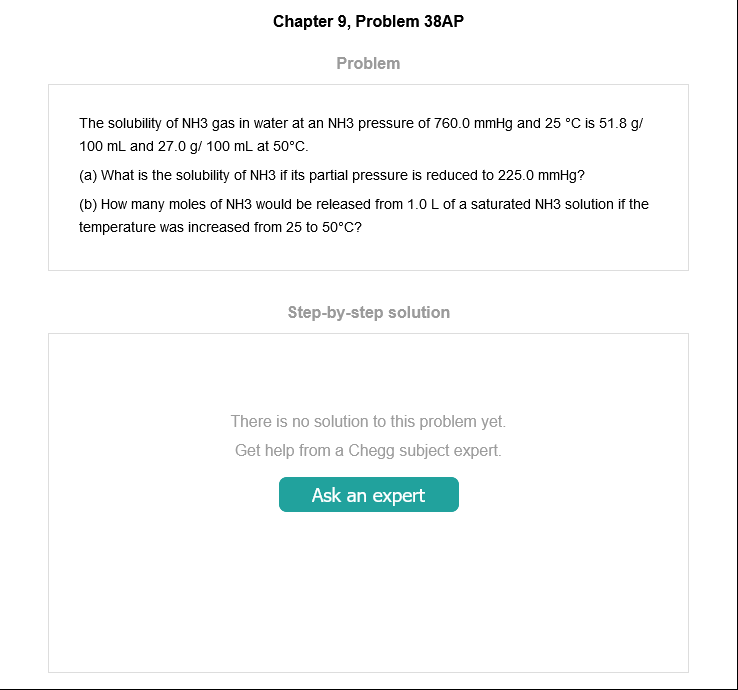 Chapter 9, Problem 38AP
Problem
The solubility of NH3 gas in water at an NH3 pressure of 760.0 mmHg and 25 °C is 51.8 g/
100 mL and 27.0 g/ 100 mL at 50°C.
(a) What is the solubility of NH3 if its partial pressure is reduced to 225.0 mmHg?
(b) How many moles of NH3 would be released from 1.0 L of a saturated NH3 solution if the
temperature was increased from 25 to 50°C?
Step-by-step solution
There is no solution to this problem yet.
Get help from a Chegg subject expert.
Ask an expert